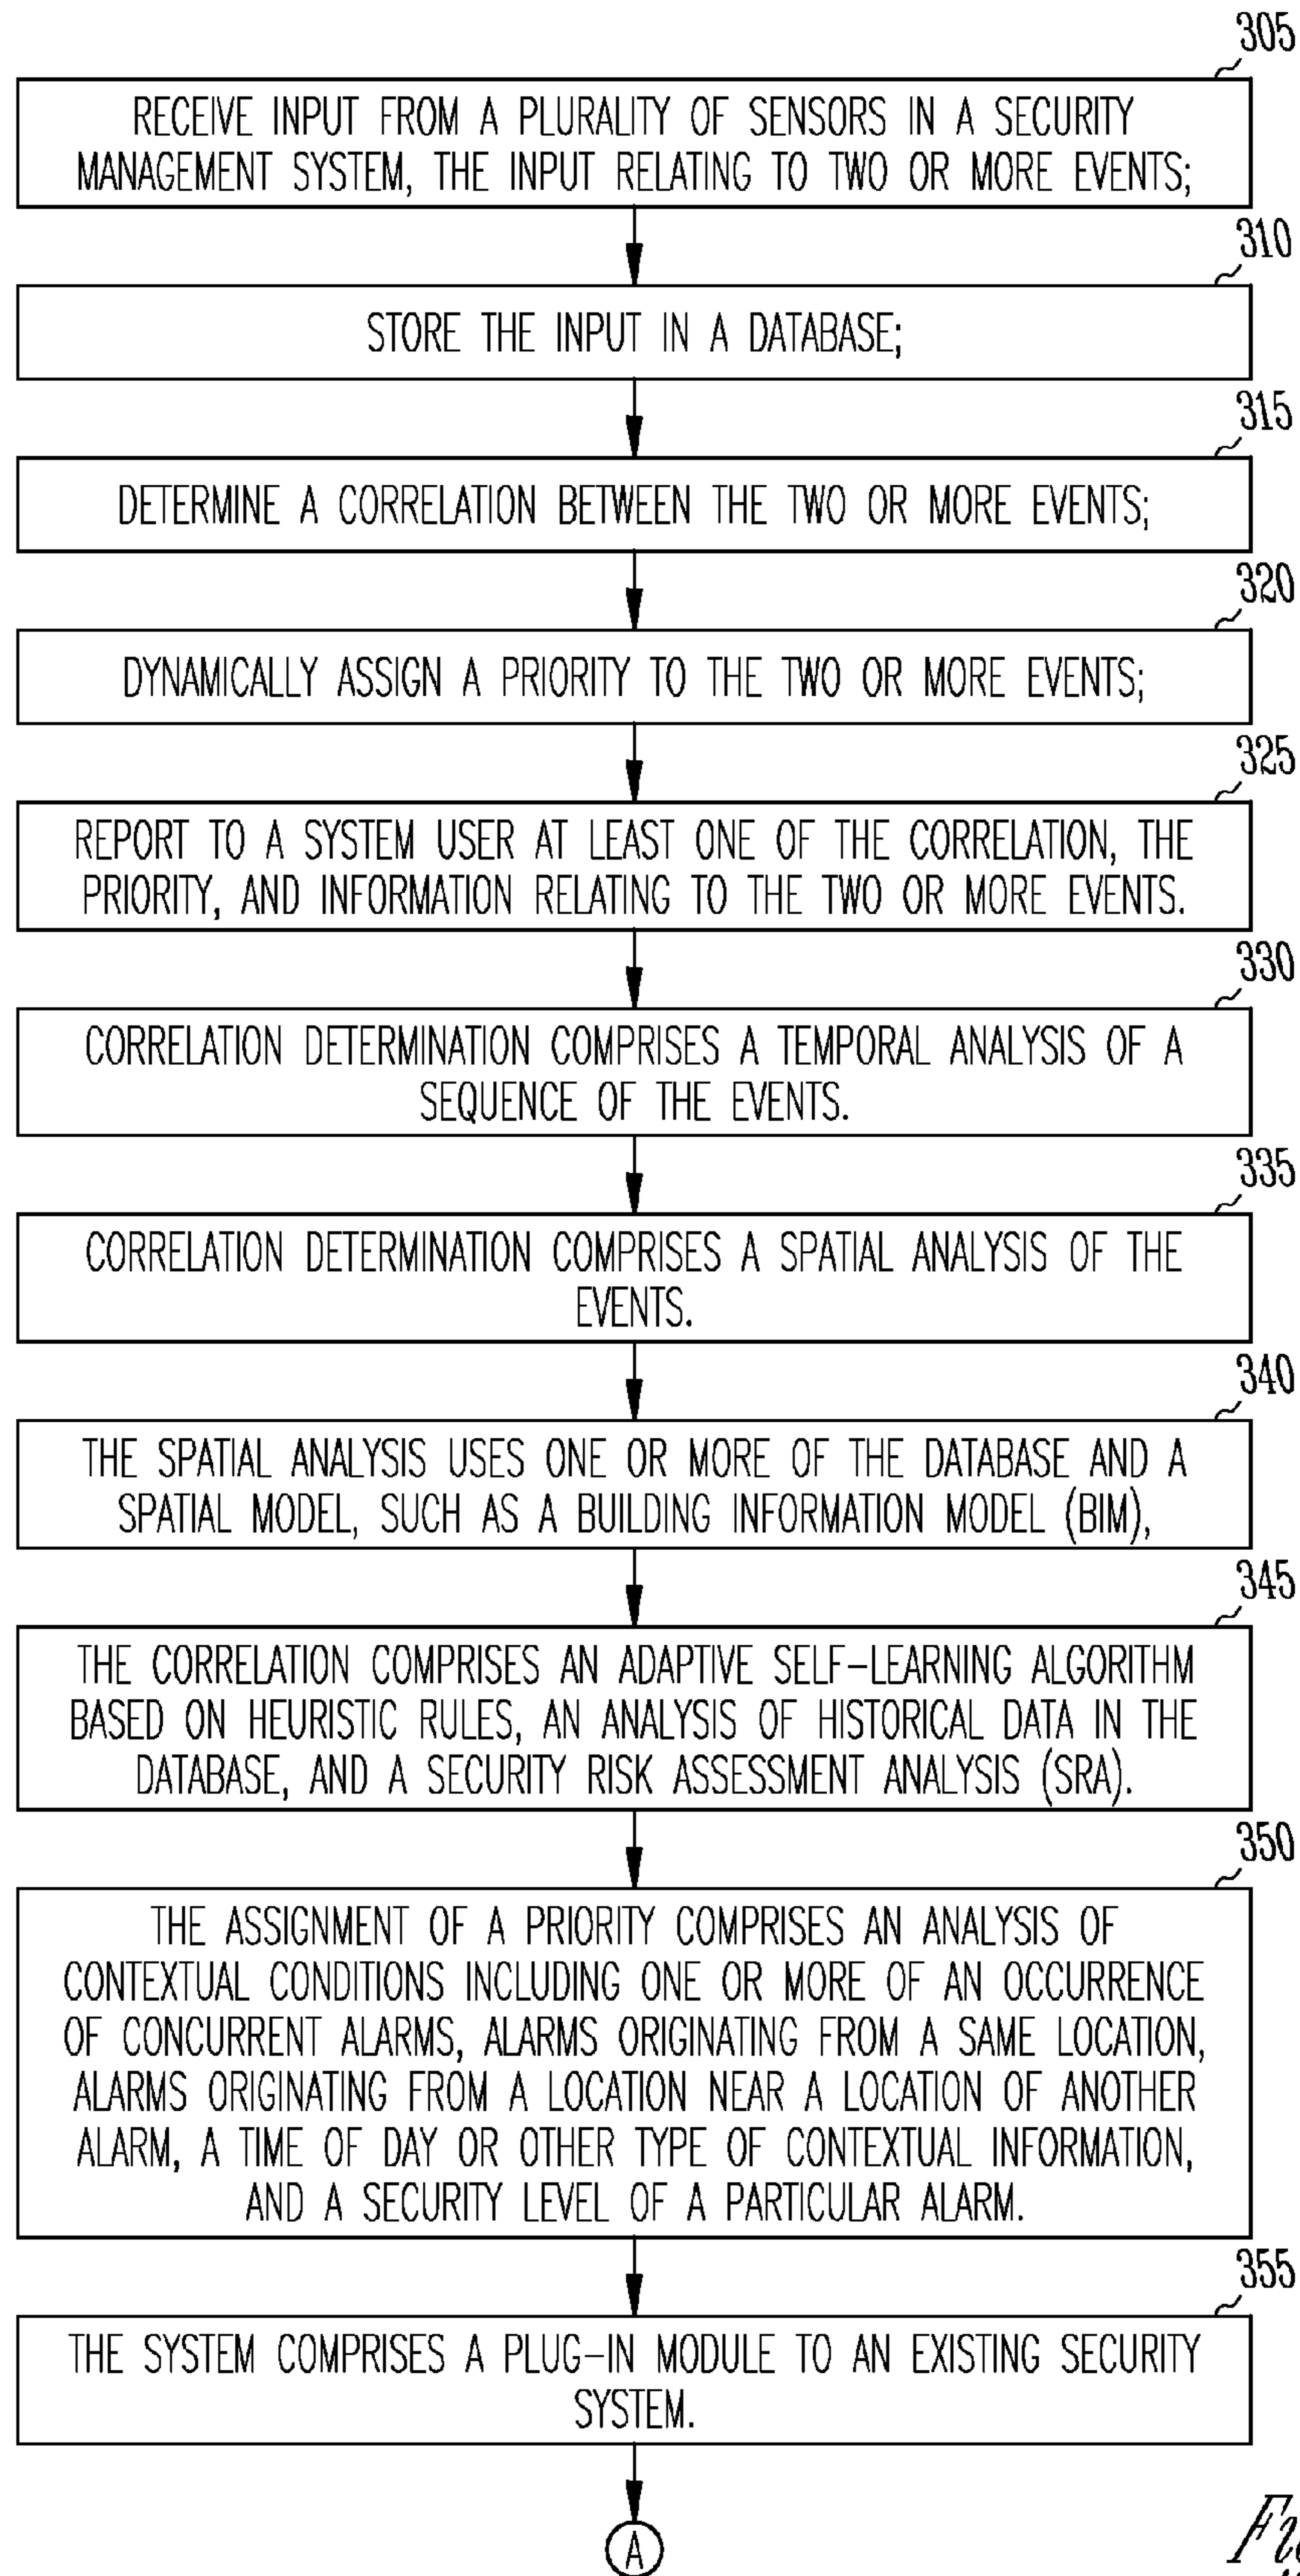 305
RECEIVE INPUT FROM A PLURALITY OF SENSORS IN A SECURITY
MANAGEMENT SYSTEM, THE INPUT RELATING TO TWO OR MORE EVENTS;
310
STORE THE INPUT IN A DATABASE;
315
DETERMINE A CORRELATION BETWEEN THE TWO OR MORE EVENTS;
320
DYNAMICALLY ASSIGN A PRIORITY TO THE TWO OR MORE EVENTS;
325
REPORT TO A SYSTEM USER AT LEAST ONE OF THE CORRELATION, THE
PRIORITY, AND INFORMATION RELATING TO THE TWO OR MORE EVENTS.
330
CORRELATION DETERMINATION COMPRISES A TEMPORAL ANALYSIS OF A
SEQUENCE OF THE EVENTS.
335
CORRELATION DETERMINATION COMPRISES A SPATIAL ANALYSIS OF THE
EVENTS.
340
THE SPATIAL ANALYSIS USES ONE OR MORE OF THE DATABASE AND A
SPATIAL MODEL, SUCH AS A BUILDING INFORMATION MODEL (BIM),
345
THE CORRELATION COMPRISES AN ADAPTIVE SELF-LEARNING ALGORITHM
BASED ON HEURISTIC RULES, AN ANALYSIS OF HISTORICAL DATA IN THE
DATABASE, AND A SECURITY RISK ASSESSMENT ANALYSIS (SRA).
350
THE ASSIGNMENT OF A PRIORITY COMPRISES AN ANALYSIS OF
CONTEXTUAL CONDITIONS INCLUDING ONE OR MORE OF AN OCCURRENCE
OF CONCURRENT ALARMS, ALARMS ORIGINATING FROM A SAME LOCATION,
ALARMS ORIGINATING FROM A LOCATION NEAR A LOCATION OF ANOTHER
ALARM, A TIME OF DAY OR OTHER TYPE OF CONTEXTUAL INFORMATION,
AND A SECURITY LEVEL OF A PARTICULAR ALARM.
355
THE SYSTEM COMPRISES A PLUG-IN MODULE TO AN EXISTING SECURITY
SYSTEM.
A